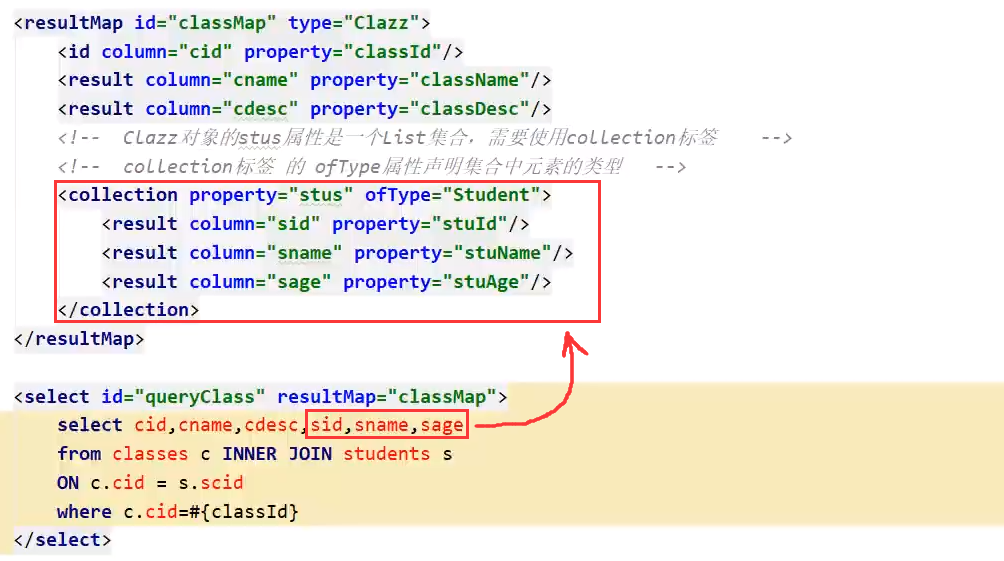 <resultMap id="classMap" type="Clazz">
<id column="cid" property="classId"/>
<result column="cname" property="className"/>
<result column="cdesc" property="classDesc"/>
<!-- Clazz对象的stus属性是一个List集合，需要使用collection标签 -->
<!-- collection标签 的 ofType属性声明集合中元素的类型 -->
<collection property="stus" ofType="Student">
<result column="sid" property="stuId"/>
<result column="sname" property="stuName"/>
<result column="sage" property="stuAge"/>
</collection>
</resultMap>
<select id="queryClass" resultMap="classMap">
select cid,cname,cdesc,sid,sname,sage
from classes c INNER JOIN students s
ON c.cid = s.scid
where c.cid=#{classId}
</select>